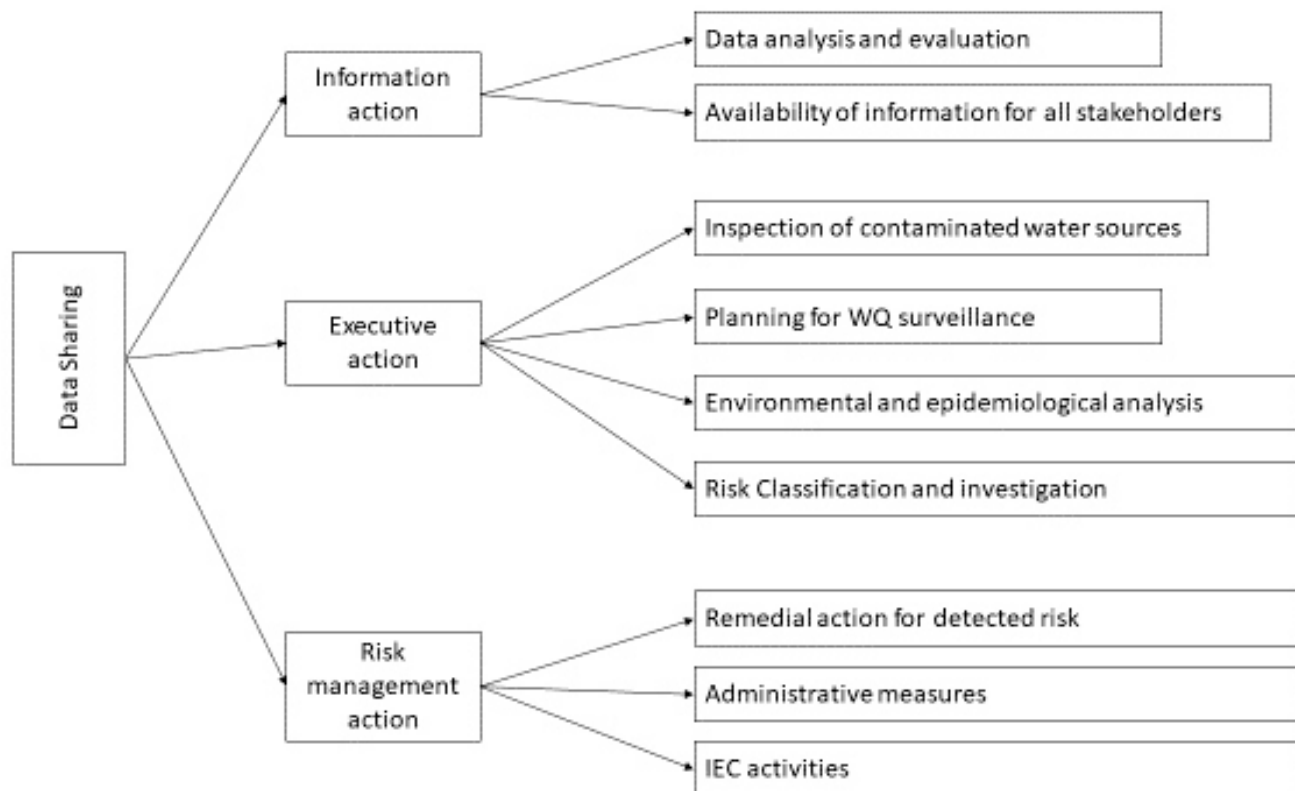 Data Sharing
Information
action
Data analysis and evaluation
Availability of information for all stakeholders
Executive
action
Inspection of contaminated water sources
Planning for WQ surveillance
Environmental and epidemiological analysis
Risk Classification and investigation
Risk
management
action
Remedial action for detected risk
Administrative measures
IEC activities